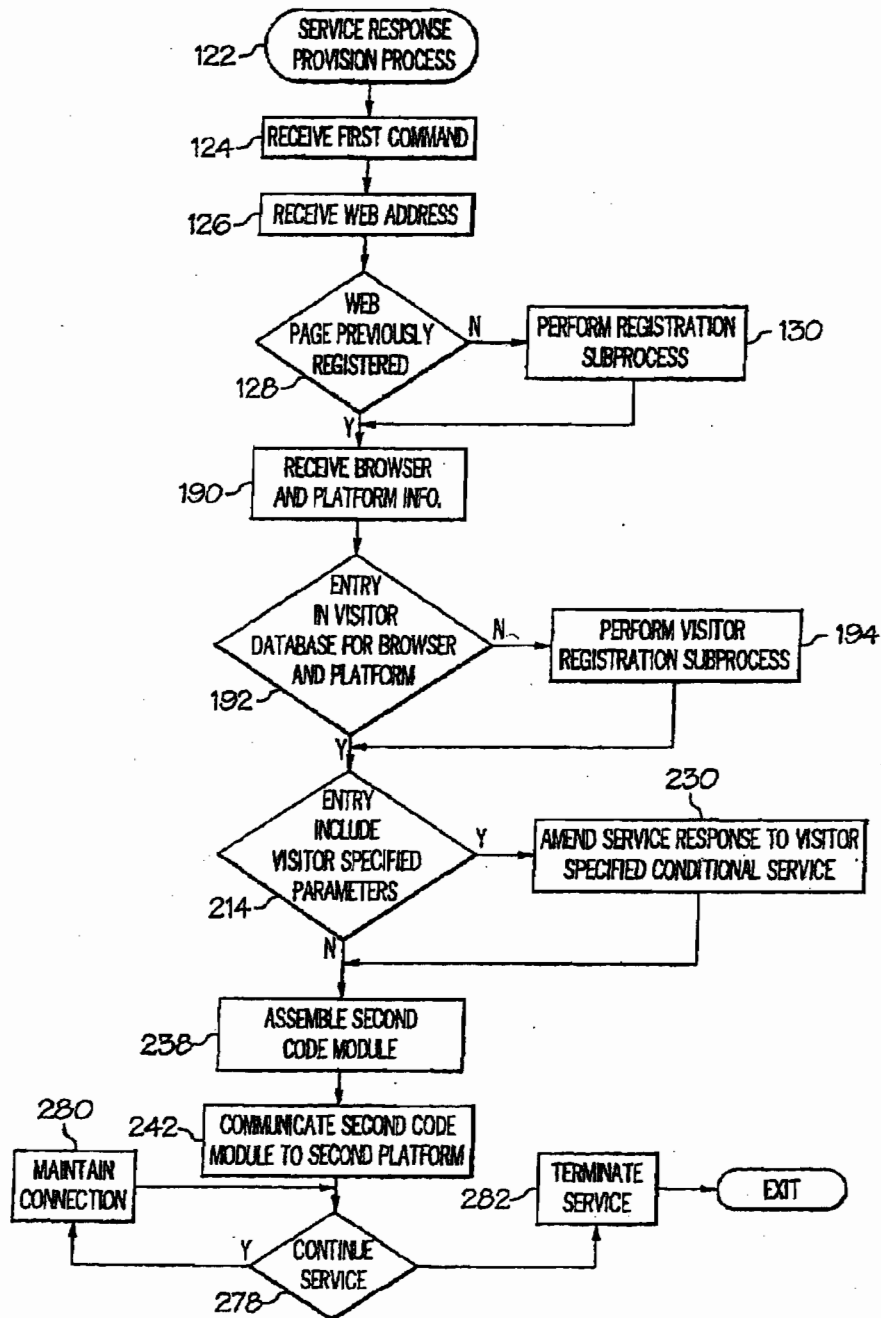 SERVICE RESPONSE
PROVISION PROCESS
122
RECEIVE FIRST COMMAND
124
RECEIVE WEB ADDRESS
126
WEB
PAGE PREVIOUSLY
REGISTERED
128
N
PERFORM REGISTRATION
SUBPROCESS
130
Y
RECEIVE BROWSER
AND PLATFORM INFO.
190
ENTRY
IN VISITOR
DATABASE FOR BROWSER
AND PLATFORM
192
N
PERFORM VISITOR
REGISTRATION SUBPROCESS
194
Y
ENTRY
INCLUDE
VISITOR SPECIFIED
PARAMETERS
214
Y
230
AMEND SERVICE RESPONSE TO VISITOR
SPECIFIED CONDITIONAL SERVICE
N
ASSEMBLE SECOND
CODE MODULE
238
242
COMMUNICATE SECOND CODE
MODULE TO SECOND PLATFORM
280
MAINTAIN
CONNECTION
Y
CONTINUE
SERVICE
278
282
TERMINATE
SERVICE
EXIT